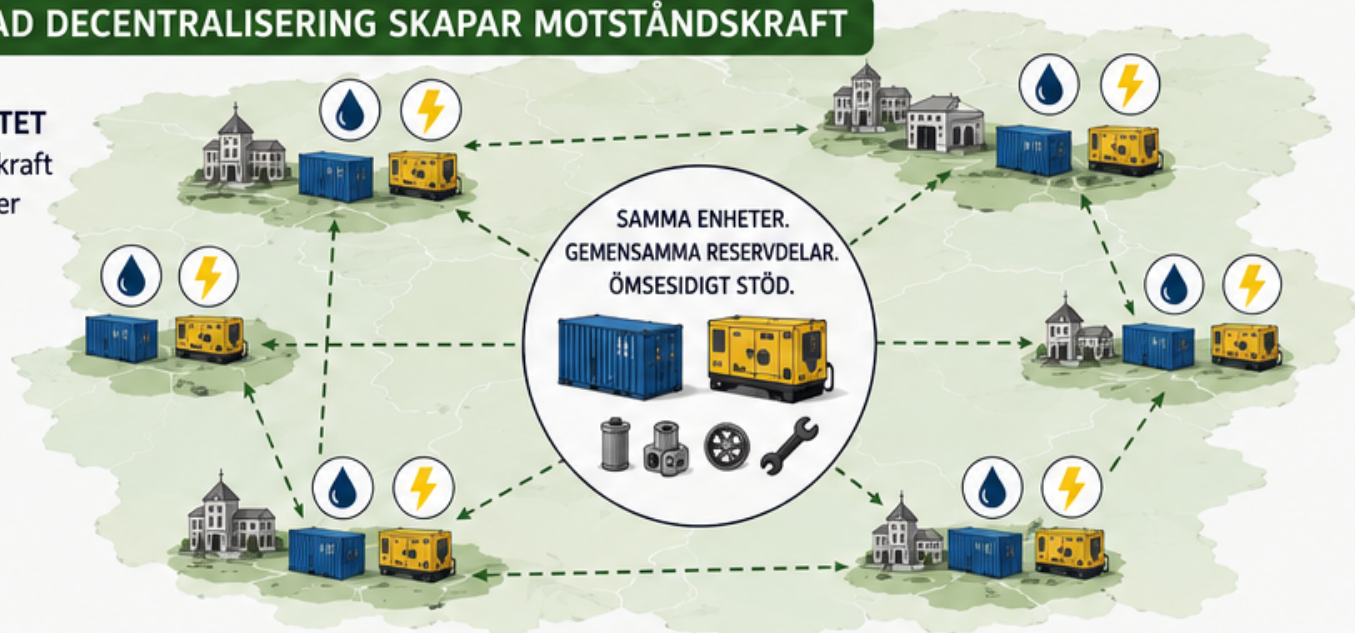 AD DECENTRALISERING SKAPAR MOTSTÅNDSKRAFT
TET
kraft
er
SAMMA ENHETER.
GEMENSAMMA RESERVDELAR.
ÖMSESIDIGT STÖD.